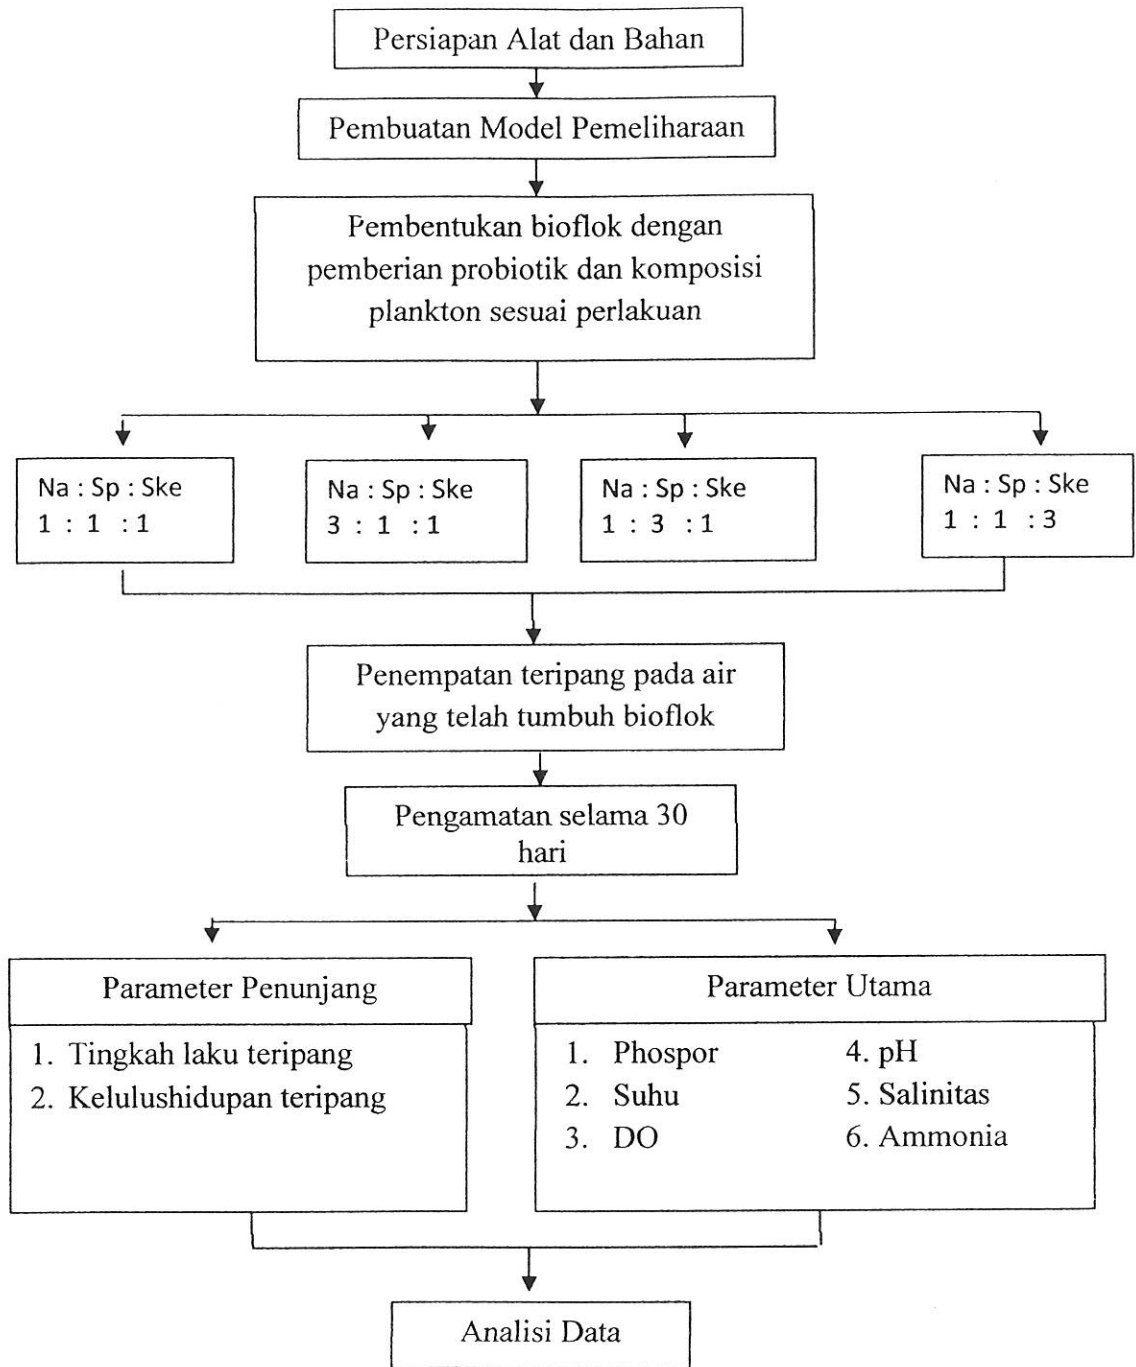 Persiapan Alat dan Bahan
Pembuatan Model Pemeliharaan
Pembentukan bioflok dengan
pemberian probiotik dan komposisi
plankton sesuai perlakuan
Na : Sp : Ske
1 : 1 : 1
Na : Sp : Ske
3 : 1 : 1
Na : Sp : Ske
1 : 3 : 1
Na : Sp : Ske
1 : 1 : 3
Penempatan teripang pada air
yang telah tumbuh bioflok
Pengamatan selama 30
hari
Parameter Penunjang
1. Tingkah laku teripang
2. Kelulushidupan teripang
Parameter Utama
1. Phospor
2. Suhu
3. DO
4. pH
5. Salinitas
6. Ammonia
Analisi Data